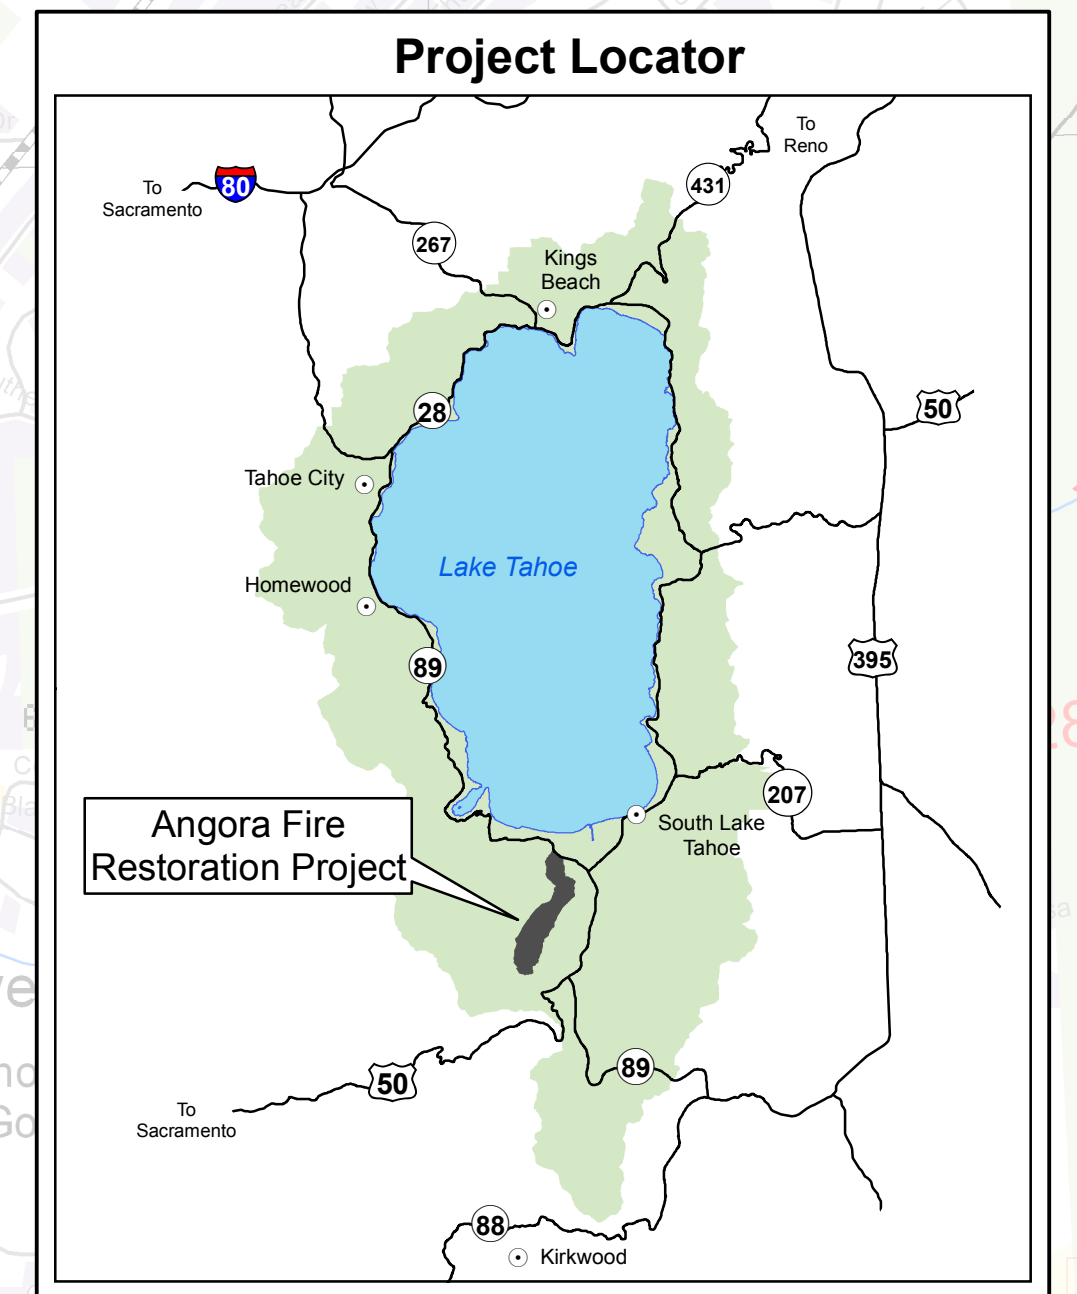 Project Locator
To
Reno
80
To
Sacramento
431
267
Kings
Beach
28
50
Tahoe City
Lake Tahoe
Homewood
395
89
207
Angora Fire
Restoration Project
South Lake
Tahoe
89
50
To
Sacramento
88
Kirkwood